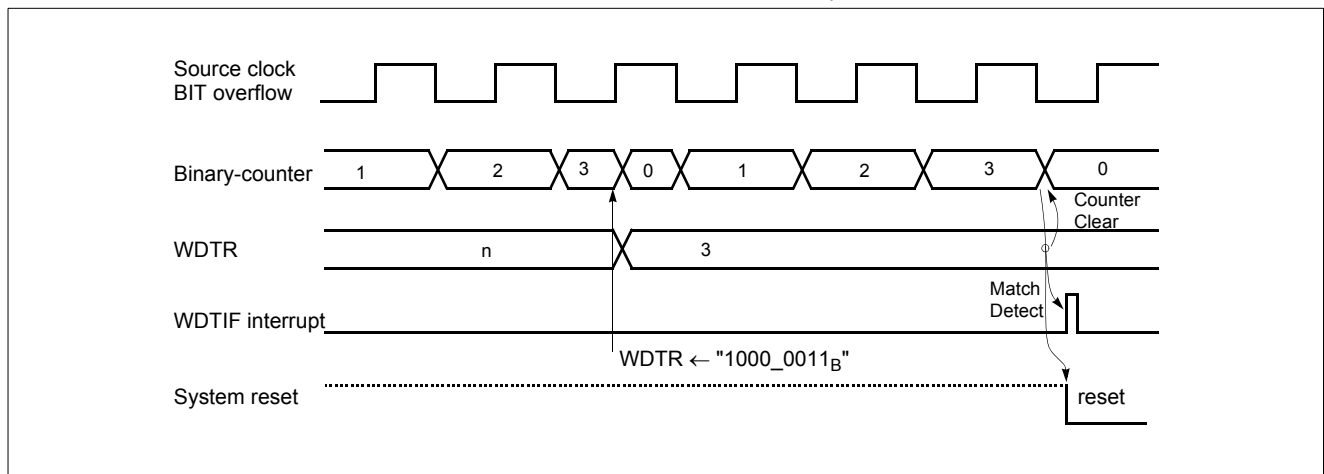 Source clock
BIT overflow
Binary-counter
1 2 3 0 1 2 3 0
Counter
Clear
WDTR
n 3
Match
Detect
WDTIF interrupt
WDTR ← "1000_0011B"
System reset
reset